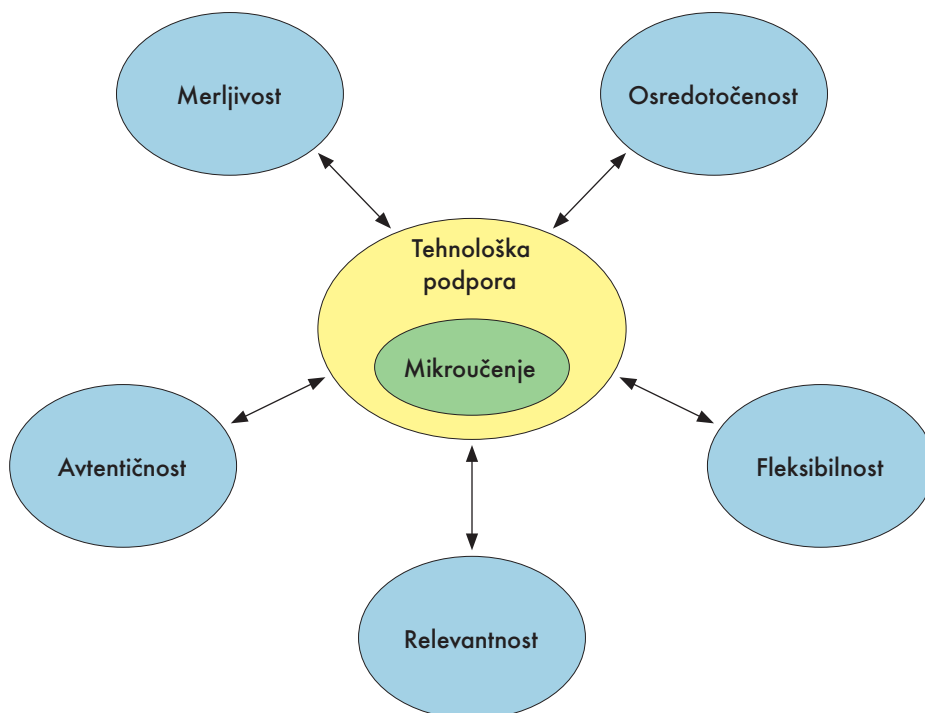 Merljivost
Osredotočenost
Tehnološka
podpora
Mikroučenje
Avtentičnost
Fleksibilnost
Relevantnost